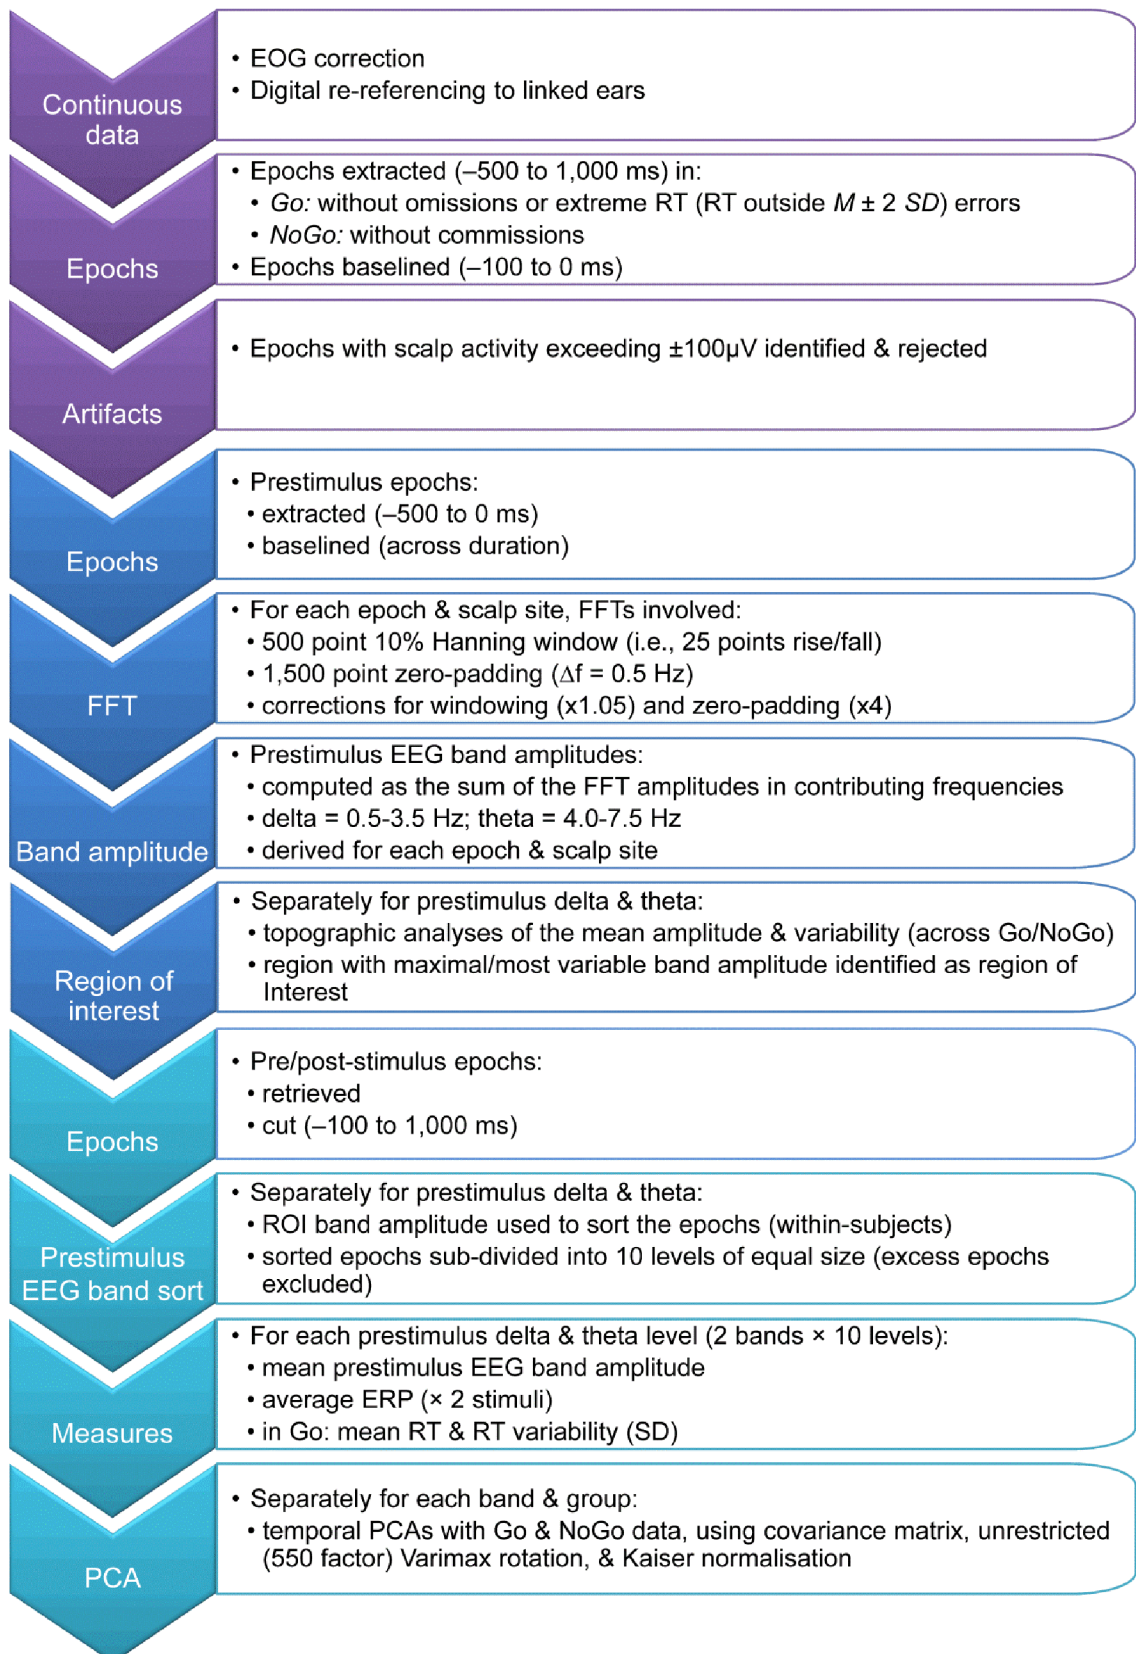 Continuous
data
• EOG correction
• Digital re-referencing to linked ears
Epochs
• Epochs extracted (–500 to 1,000 ms) in:
• Go: without omissions or extreme RT (RT outside M ± 2 SD) errors
• NoGo: without commissions
• Epochs baselined (–100 to 0 ms)
Artifacts
• Epochs with scalp activity exceeding ±100µV identified & rejected
Epochs
• Prestimulus epochs:
• extracted (–500 to 0 ms)
• baselined (across duration)
FFT
• For each epoch & scalp site, FFTs involved:
• 500 point 10% Hanning window (i.e., 25 points rise/fall)
• 1,500 point zero-padding (Δf = 0.5 Hz)
• corrections for windowing (x1.05) and zero-padding (x4)
Band amplitude
• Prestimulus EEG band amplitudes:
• computed as the sum of the FFT amplitudes in contributing frequencies
• delta = 0.5-3.5 Hz; theta = 4.0-7.5 Hz
• derived for each epoch & scalp site
Region of
interest
• Separately for prestimulus delta & theta:
• topographic analyses of the mean amplitude & variability (across Go/NoGo)
• region with maximal/most variable band amplitude identified as region of
Interest
Epochs
• Pre/post-stimulus epochs:
• retrieved
• cut (–100 to 1,000 ms)
Prestimulus
EEG band sort
• Separately for prestimulus delta & theta:
• ROI band amplitude used to sort the epochs (within-subjects)
• sorted epochs sub-divided into 10 levels of equal size (excess epochs
excluded)
Measures
• For each prestimulus delta & theta level (2 bands × 10 levels):
• mean prestimulus EEG band amplitude
• average ERP (× 2 stimuli)
• in Go: mean RT & RT variability (SD)
PCA
• Separately for each band & group:
• temporal PCAs with Go & NoGo data, using covariance matrix, unrestricted
(550 factor) Varimax rotation, & Kaiser normalisation